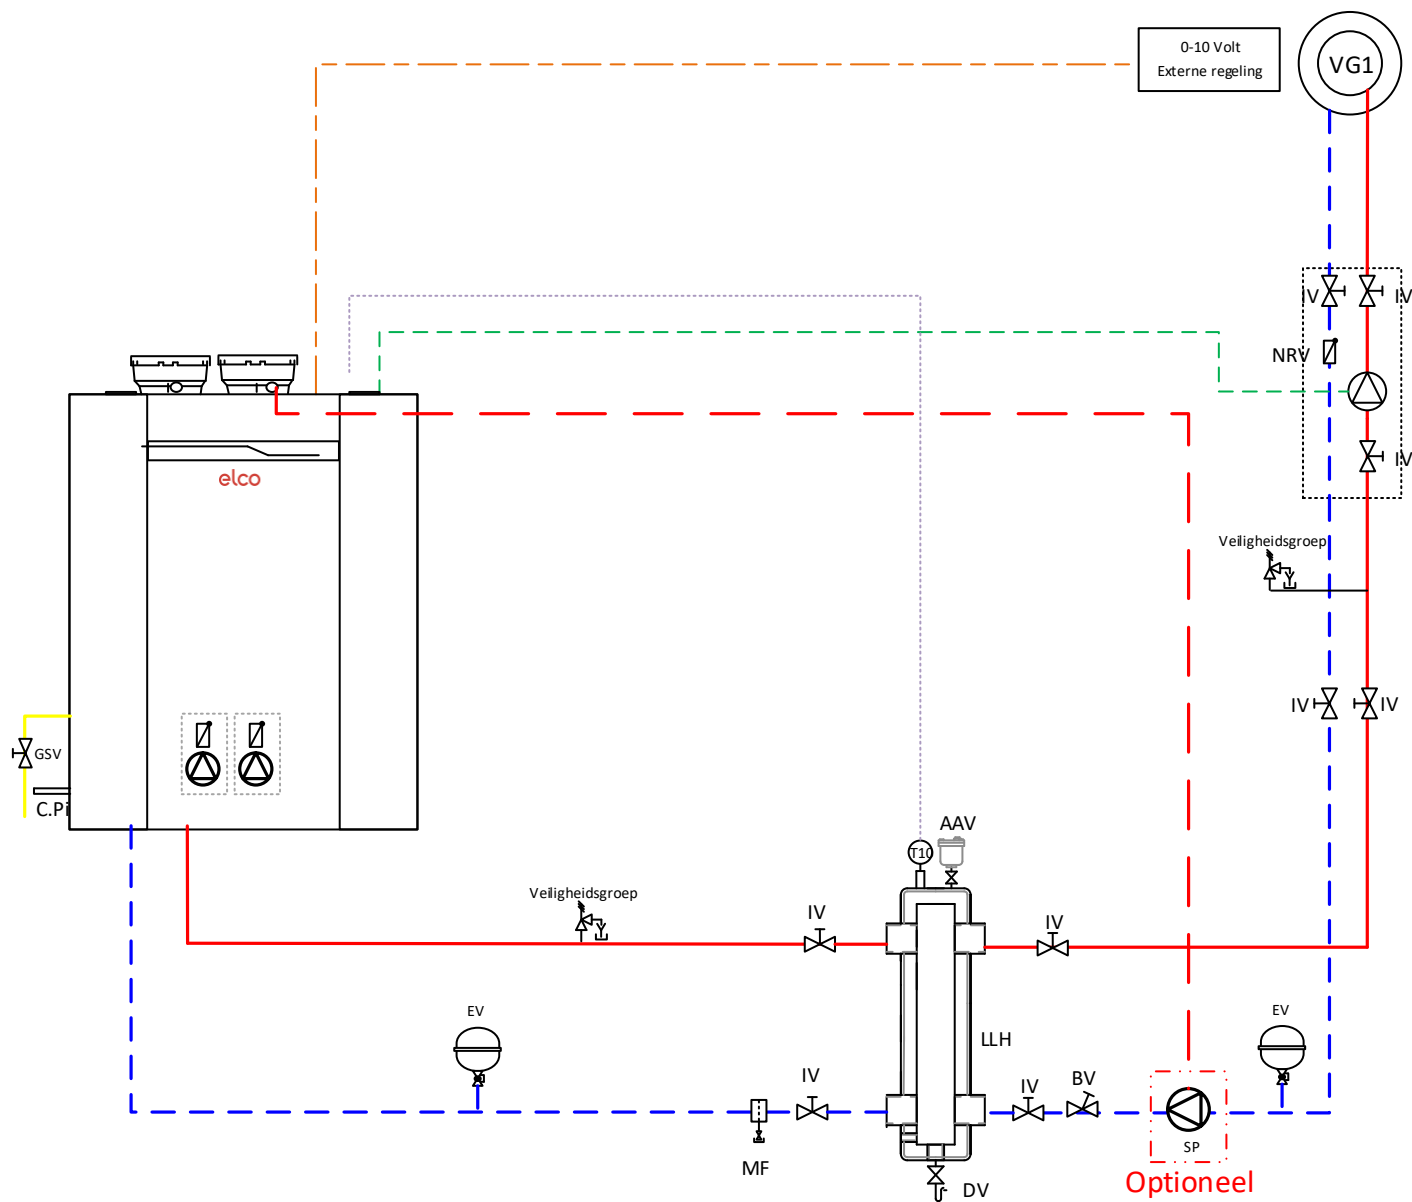 0-10 Volt
Externe regeling
VG1
IV
IV
NRV
IV
elco
Veiligheidsgroep
IV
IV
GSV
C.Pi
AAV
T10
Veiligheidsgroep
IV
IV
EV
EV
LLH
IV
IV
BV
MF
SP
DV
Optioneel